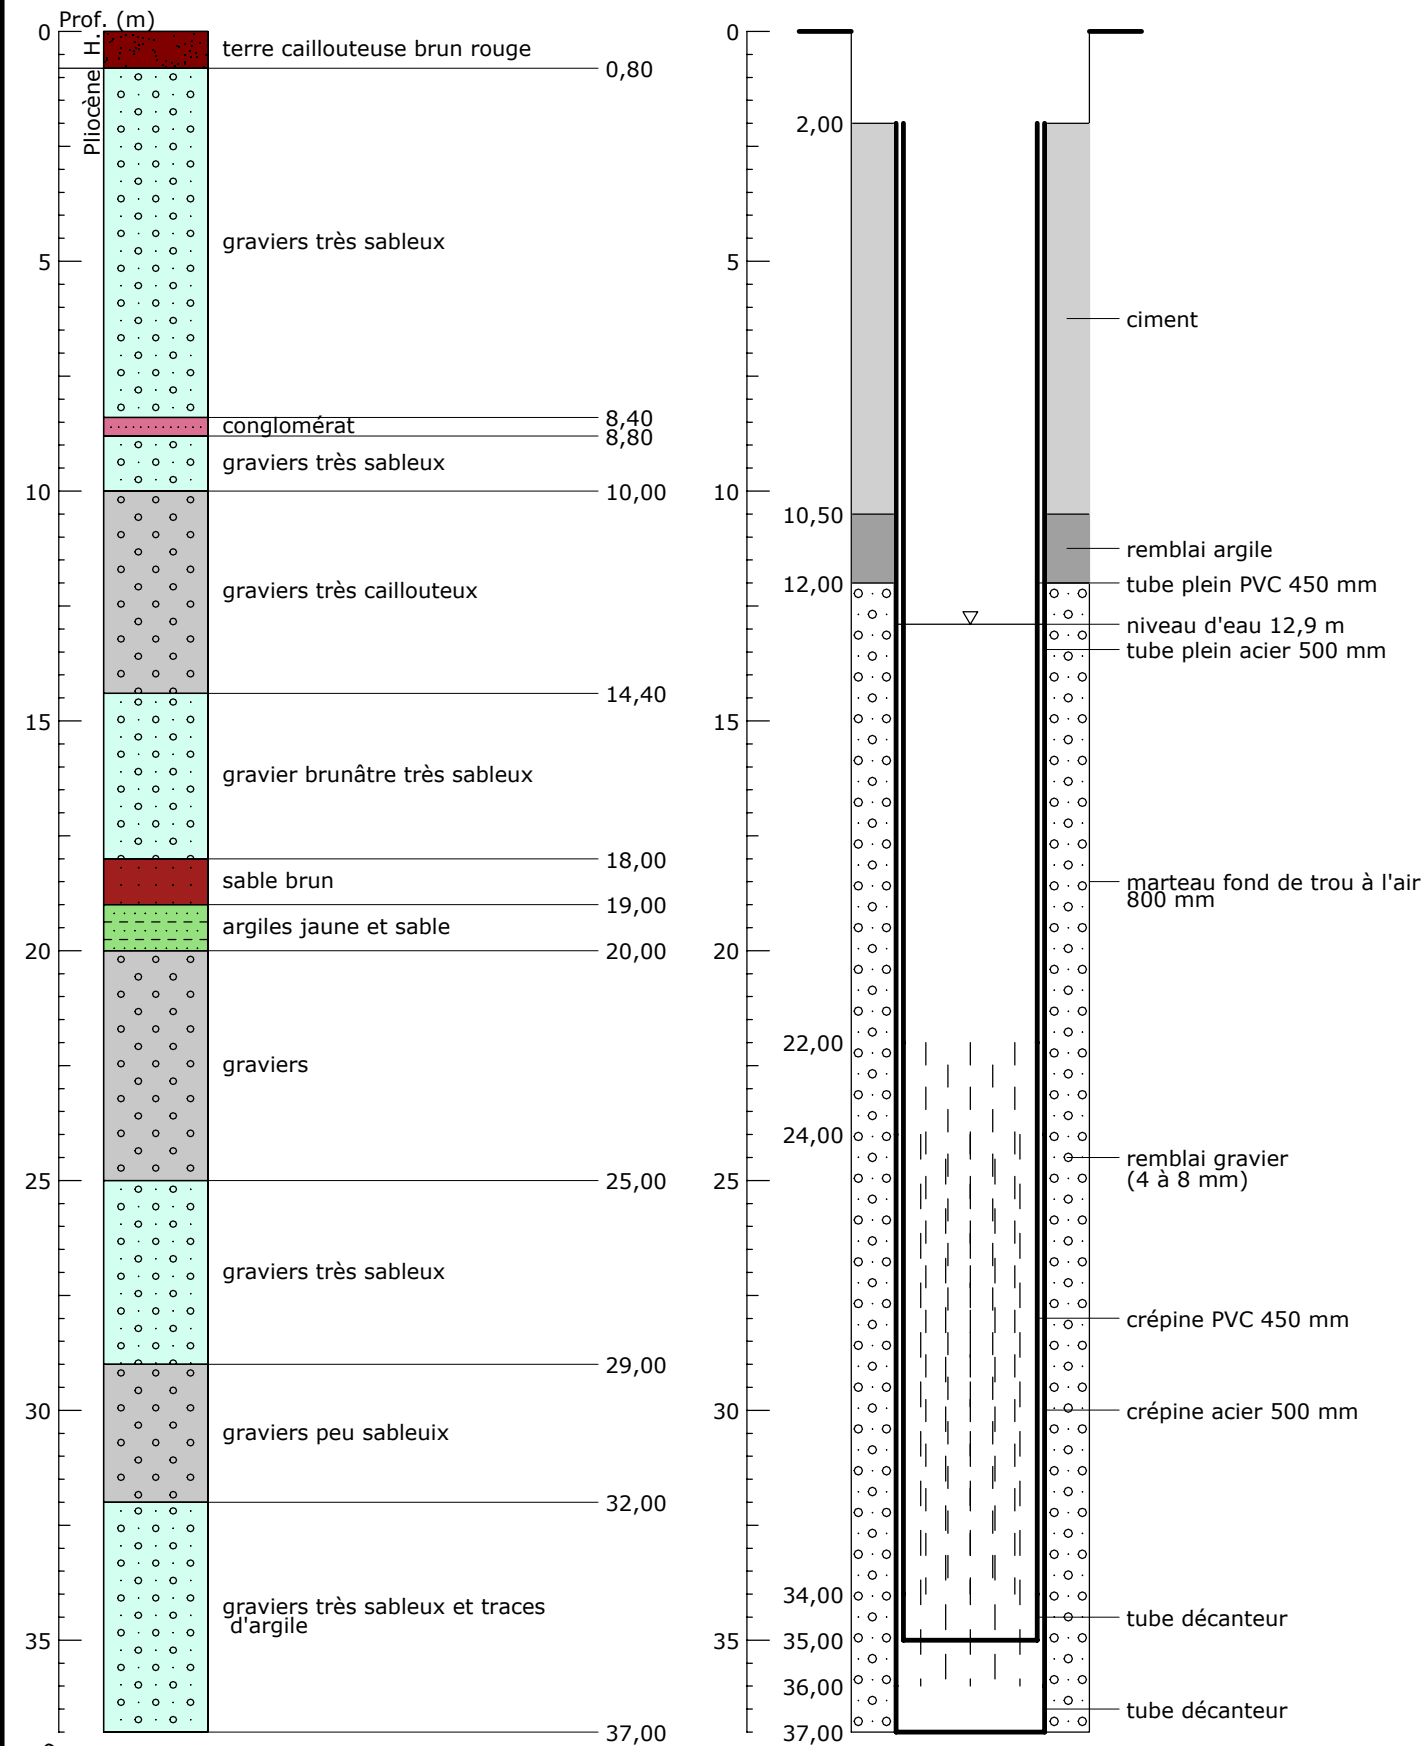 Prof. (m)
0
H.
terre caillouteuse brun rouge
0,80
Pliocène
graviers très sableux
5
8,40
conglomérat
8,80
graviers très sableux
10
10,00
graviers très caillouteux
14,40
15
gravier brunâtre très sableux
18,00
sable brun
19,00
argiles jaune et sable
20
20,00
graviers
25
25,00
graviers très sableux
29,00
30
graviers peu sableuix
32,00
graviers très sableux et traces
d'argile
35
37,00
0
2,00
5
ciment
10
10,50
remblai argile
12,00
tube plein PVC 450 mm
niveau d'eau 12,9 m
tube plein acier 500 mm
15
marteau fond de trou à l'air
800 mm
20
22,00
24,00
remblai gravier
(4 à 8 mm)
25
crépine PVC 450 mm
30
crépine acier 500 mm
34,00
tube décanteur
35
35,00
36,00
tube décanteur
37,00